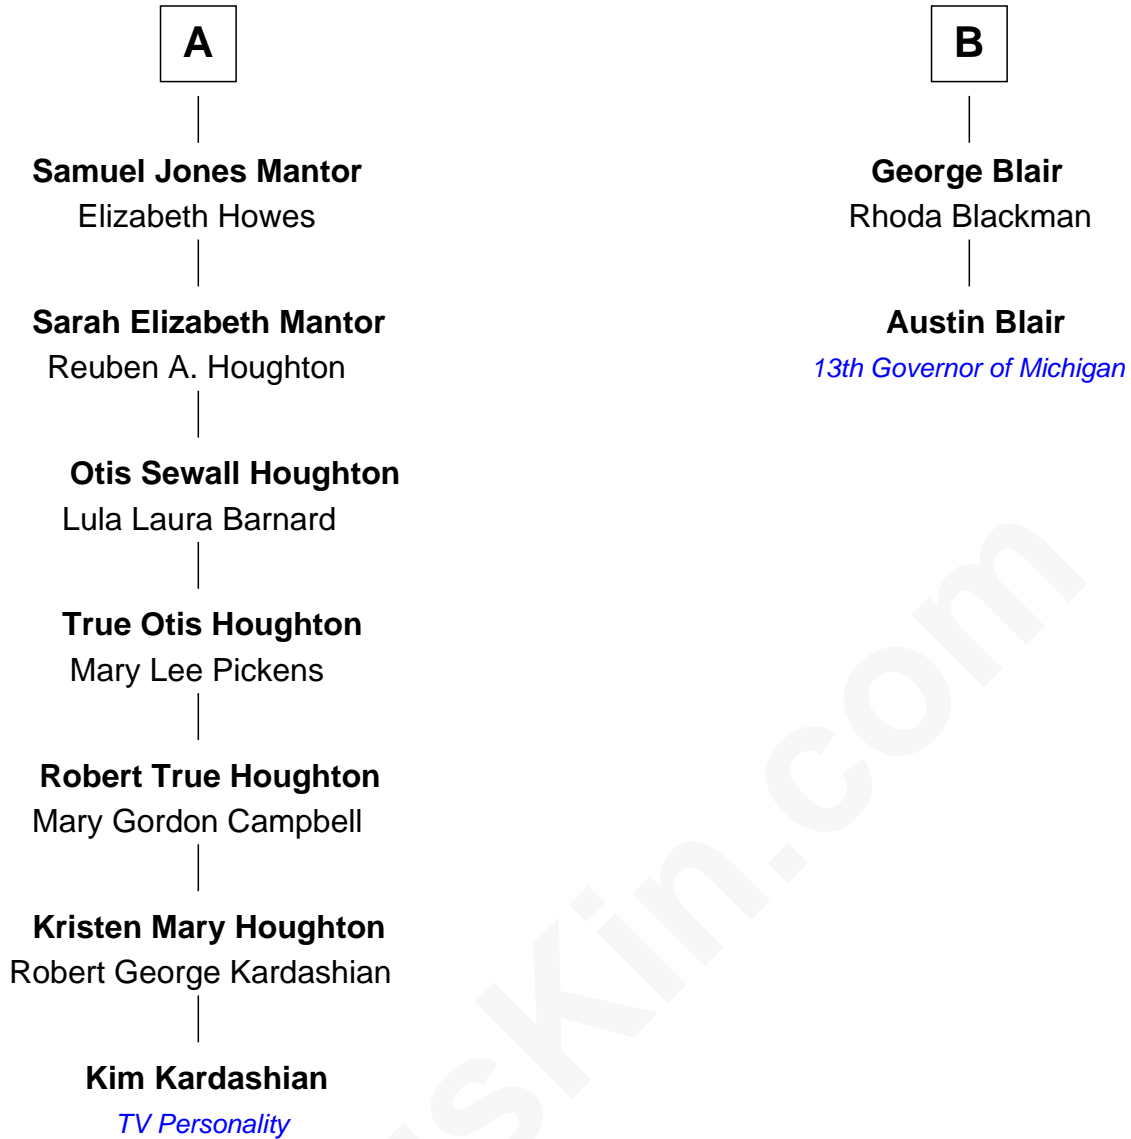 A
Samuel Jones Mantor
Elizabeth Howes
Sarah Elizabeth Mantor
Reuben A. Houghton
Otis Sewall Houghton
Lula Laura Barnard
True Otis Houghton
Mary Lee Pickens
Robert True Houghton
Mary Gordon Campbell
Kristen Mary Houghton
Robert George Kardashian
Kim Kardashian
TV Personality
B
George Blair
Rhoda Blackman
Austin Blair
13th Governor of Michigan
sKin.com